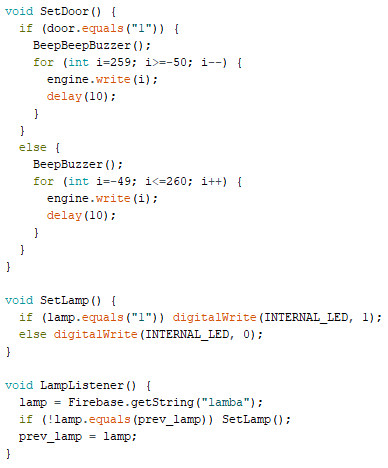 void SetDoor() {
  if (door.equals("1")) {
    BeepBeepBuzzer();
    for (int i=259; i>=-50; i--) {
      engine.write(i);
      delay(10);
    }
  }
  else {
    BeepBuzzer();
    for (int i=-49; i<=260; i++) {
      engine.write(i);
      delay(10);
    }
  }
}

void SetLamp() {
  if (lamp.equals("1")) digitalWrite(INTERNAL_LED, 1);
  else digitalWrite(INTERNAL_LED, 0);
}

void LampListener() {
  lamp = Firebase.getString("lamba");
  if (!lamp.equals(prev_lamp)) SetLamp();
  prev_lamp = lamp;
}